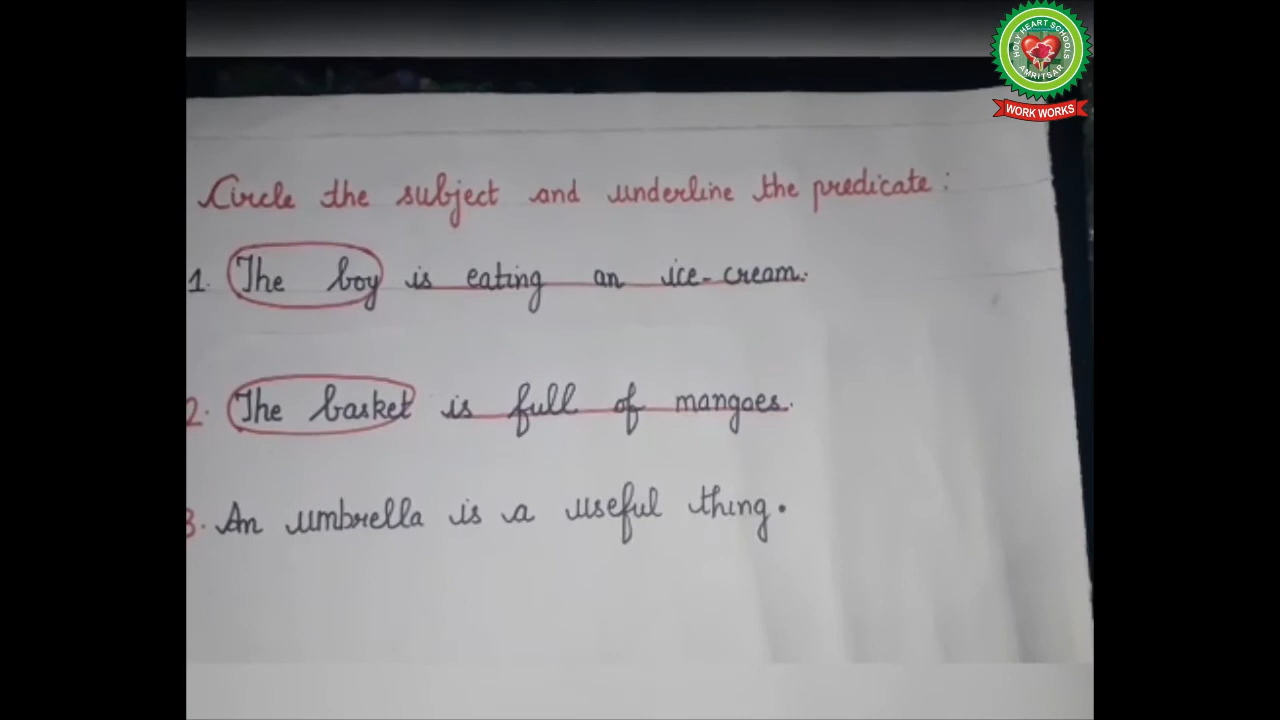 HOLY HEART SCHOOLS
AMRITSAR
WORK WORKS
Circle the subject and underline the predicate:
1. The boy is eating an ice-cream.
2. The basket is full of mangoes.
3. An umbrella is a useful thing.